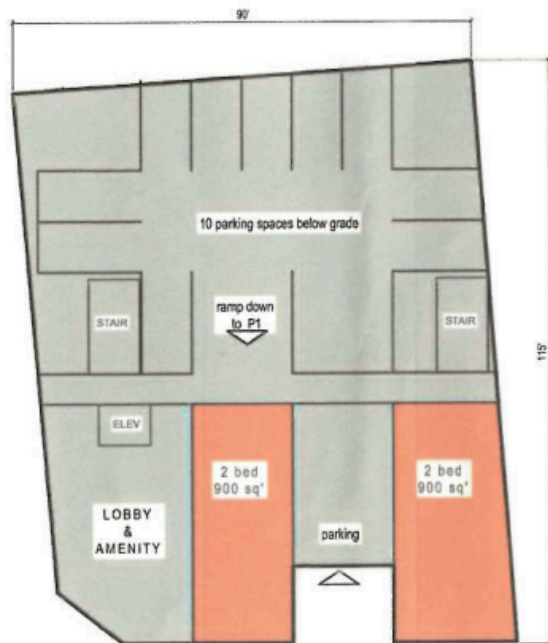 90'
10 parking spaces below grade
ramp down
to P1
STAIR
STAIR
115'
ELEV
2 bed
900 sq'
2 bed
900 sq'
LOBBY
&
AMENITY
parking